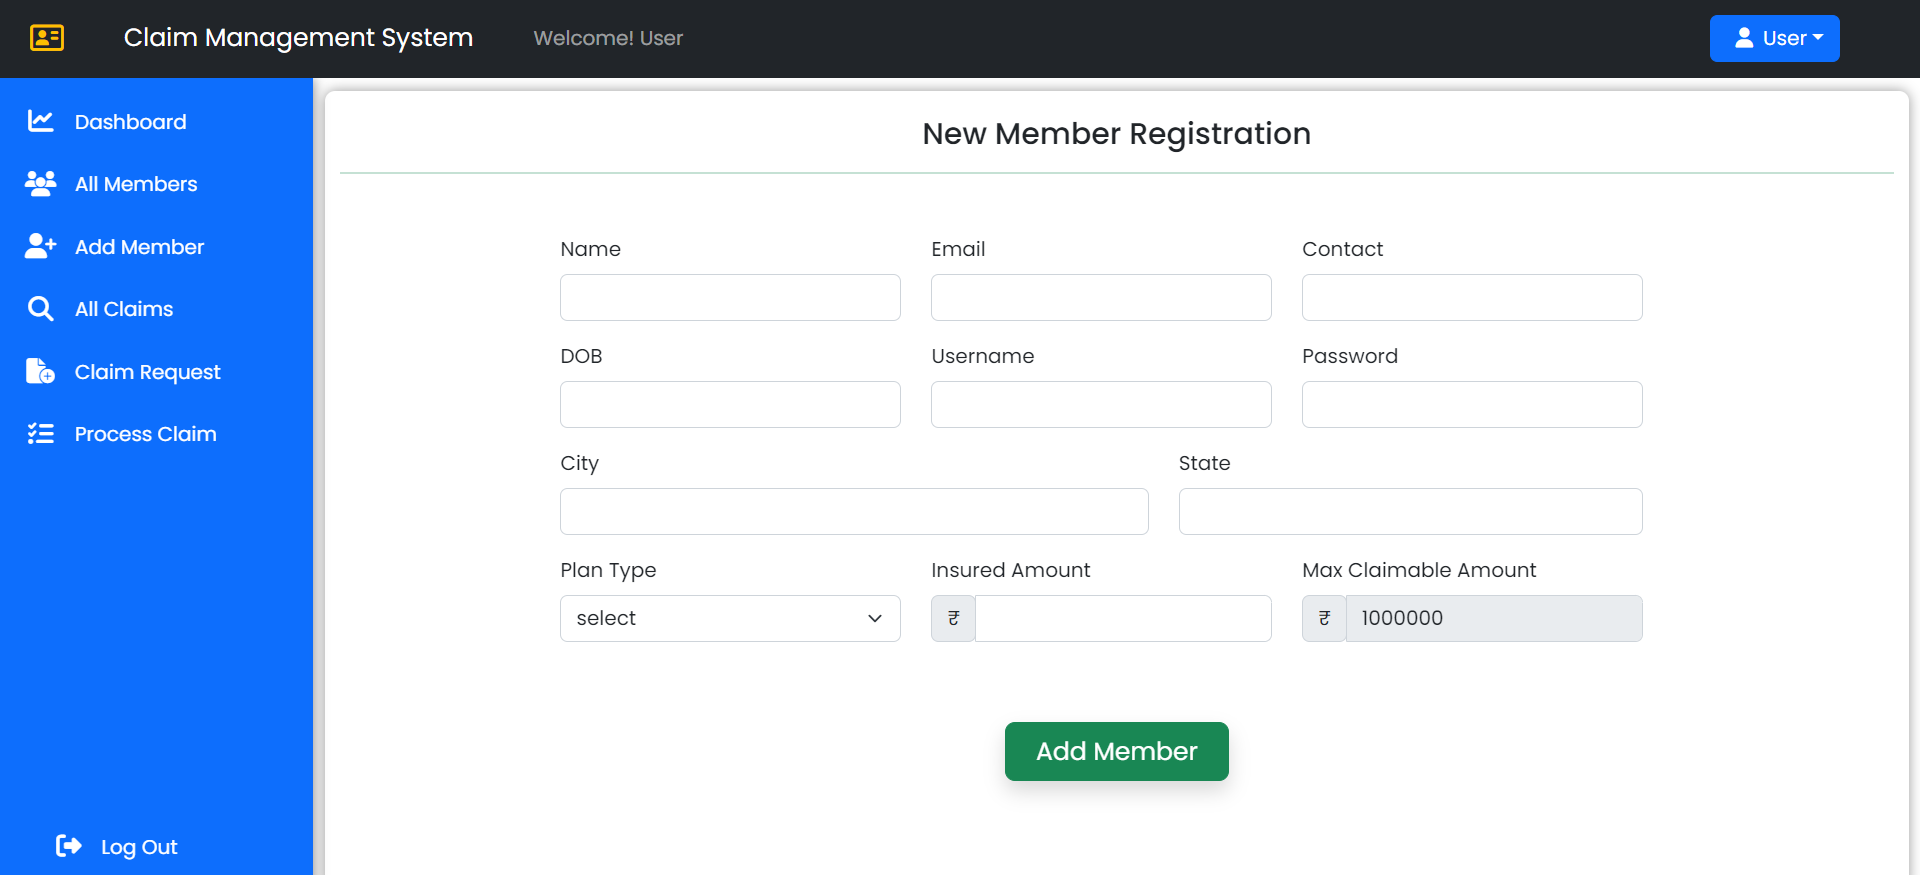 Claim Management System
Welcome! User
User
Dashboard
All Members
Add Member
All Claims
Claim Request
Process Claim
Log Out
New Member Registration
Name
Email
Contact
DOB
Username
Password
City
State
Plan Type
Insured Amount
Max Claimable Amount
select
₹
₹ 1000000
Add Member